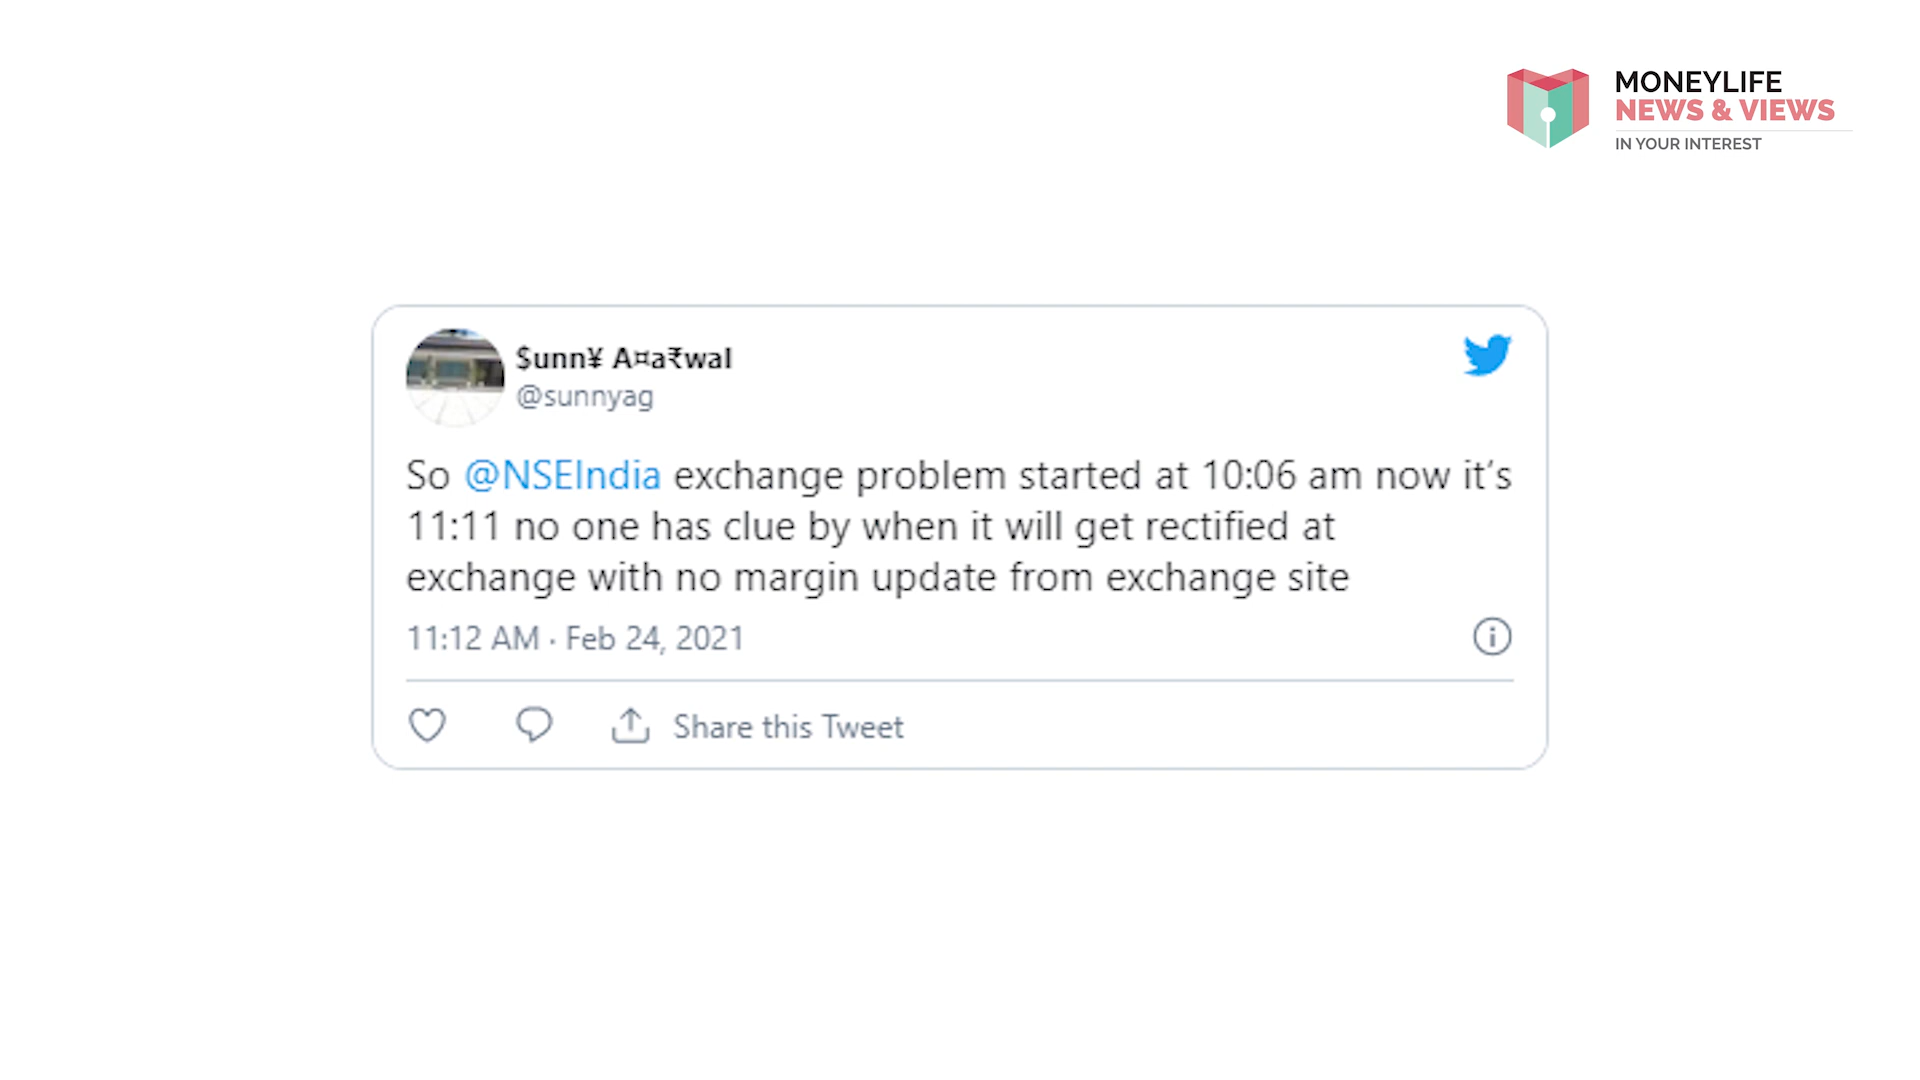 MONEYLIFE
NEWS & VIEWS
IN YOUR INTEREST
$unn¥ A¤a₹wal
@sunnyag
So @NSEIndia exchange problem started at 10:06 am now it’s
11:11 no one has clue by when it will get rectified at
exchange with no margin update from exchange site
11:12 AM · Feb 24, 2021
Share this Tweet